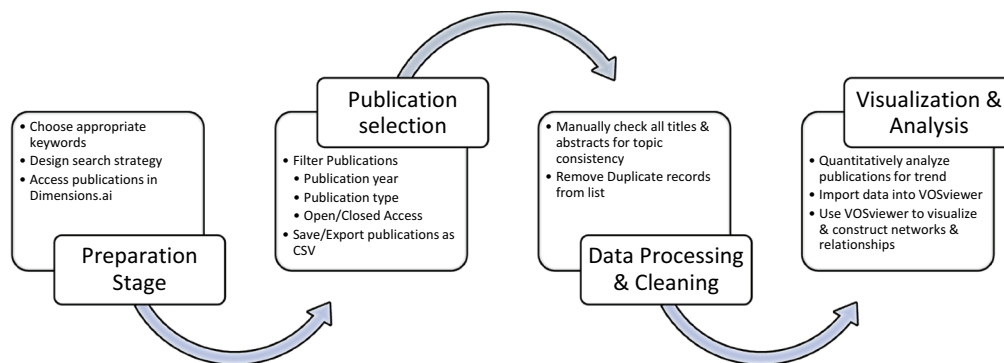 • Choose appropriate
keywords
• Design search strategy
• Access publications in
Dimensions.ai
Preparation
Stage
Publication
selection
• Filter Publications
• Publication year
• Publication type
• Open/Closed Access
• Save/Export publications as
CSV
• Manually check all titles &
abstracts for topic
consistency
• Remove Duplicate records
from list
Data Processing
& Cleaning
Visualization &
Analysis
• Quantitatively analyze
publications for trend
• Import data into VOSviewer
• Use VOSviewer to visualize
& construct networks &
relationships